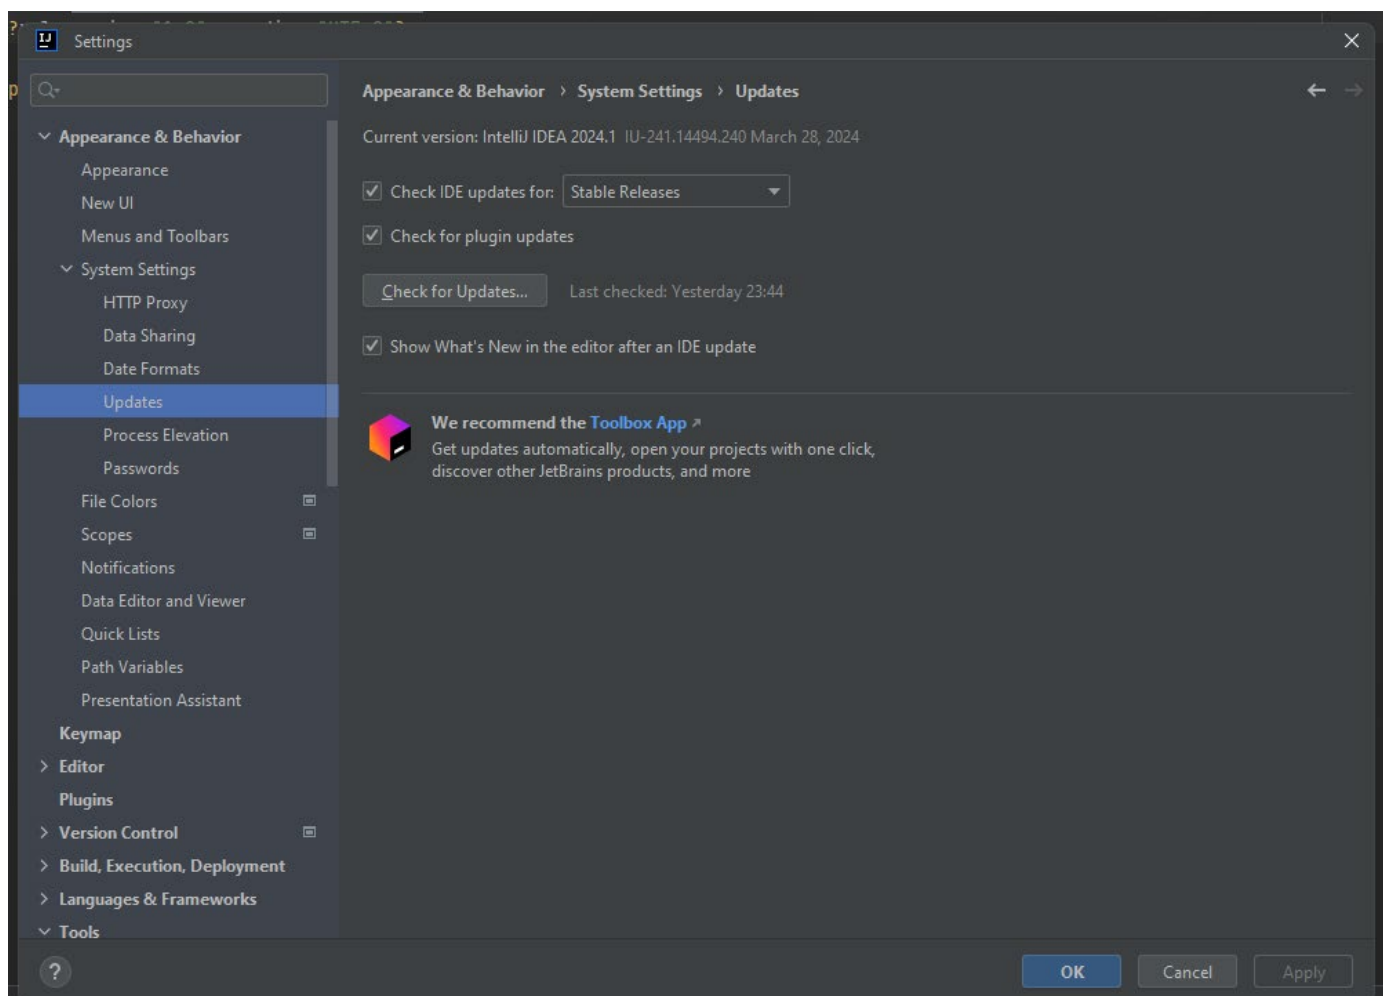 Settings
Appearance & Behavior
Appearance
New UI
Menus and Toolbars
System Settings
HTTP Proxy
Data Sharing
Date Formats
Updates
Process Elevation
Passwords
File Colors
Scopes
Notifications
Data Editor and Viewer
Quick Lists
Path Variables
Presentation Assistant
Keymap
Editor
Plugins
Version Control
Build, Execution, Deployment
Languages & Frameworks
Tools
Appearance & Behavior › System Settings › Updates
Current version: IntelliJ IDEA 2024.1 IU-241.14494.240 March 28, 2024
Check IDE updates for: Stable Releases
Check for plugin updates
Check for Updates... Last checked: Yesterday 23:44
Show What's New in the editor after an IDE update
We recommend the Toolbox App ↗
Get updates automatically, open your projects with one click,
discover other JetBrains products, and more
? OK Cancel Apply